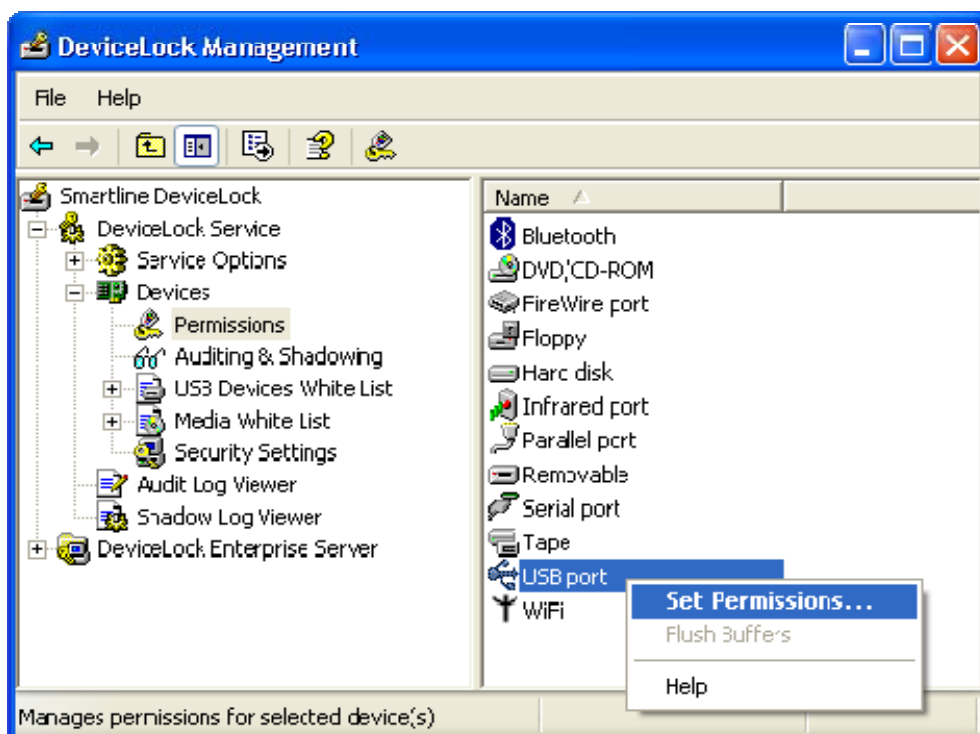 DeviceLock Management
File Help
Smartline DeviceLock
DeviceLock Service
Service Options
Devices
Permissions
Auditing & Shadowing
USB Devices White List
Media White List
Security Settings
Audit Log Viewer
Shadow Log Viewer
DeviceLock Enterprise Server
Name
Bluetooth
DVD/CD-ROM
FireWire port
Floppy
Hard disk
Infrared port
Parallel port
Removable
Serial port
Tape
USB port
WiFi
Set Permissions...
Flush Buffers
Help
Manages permissions for selected device(s)